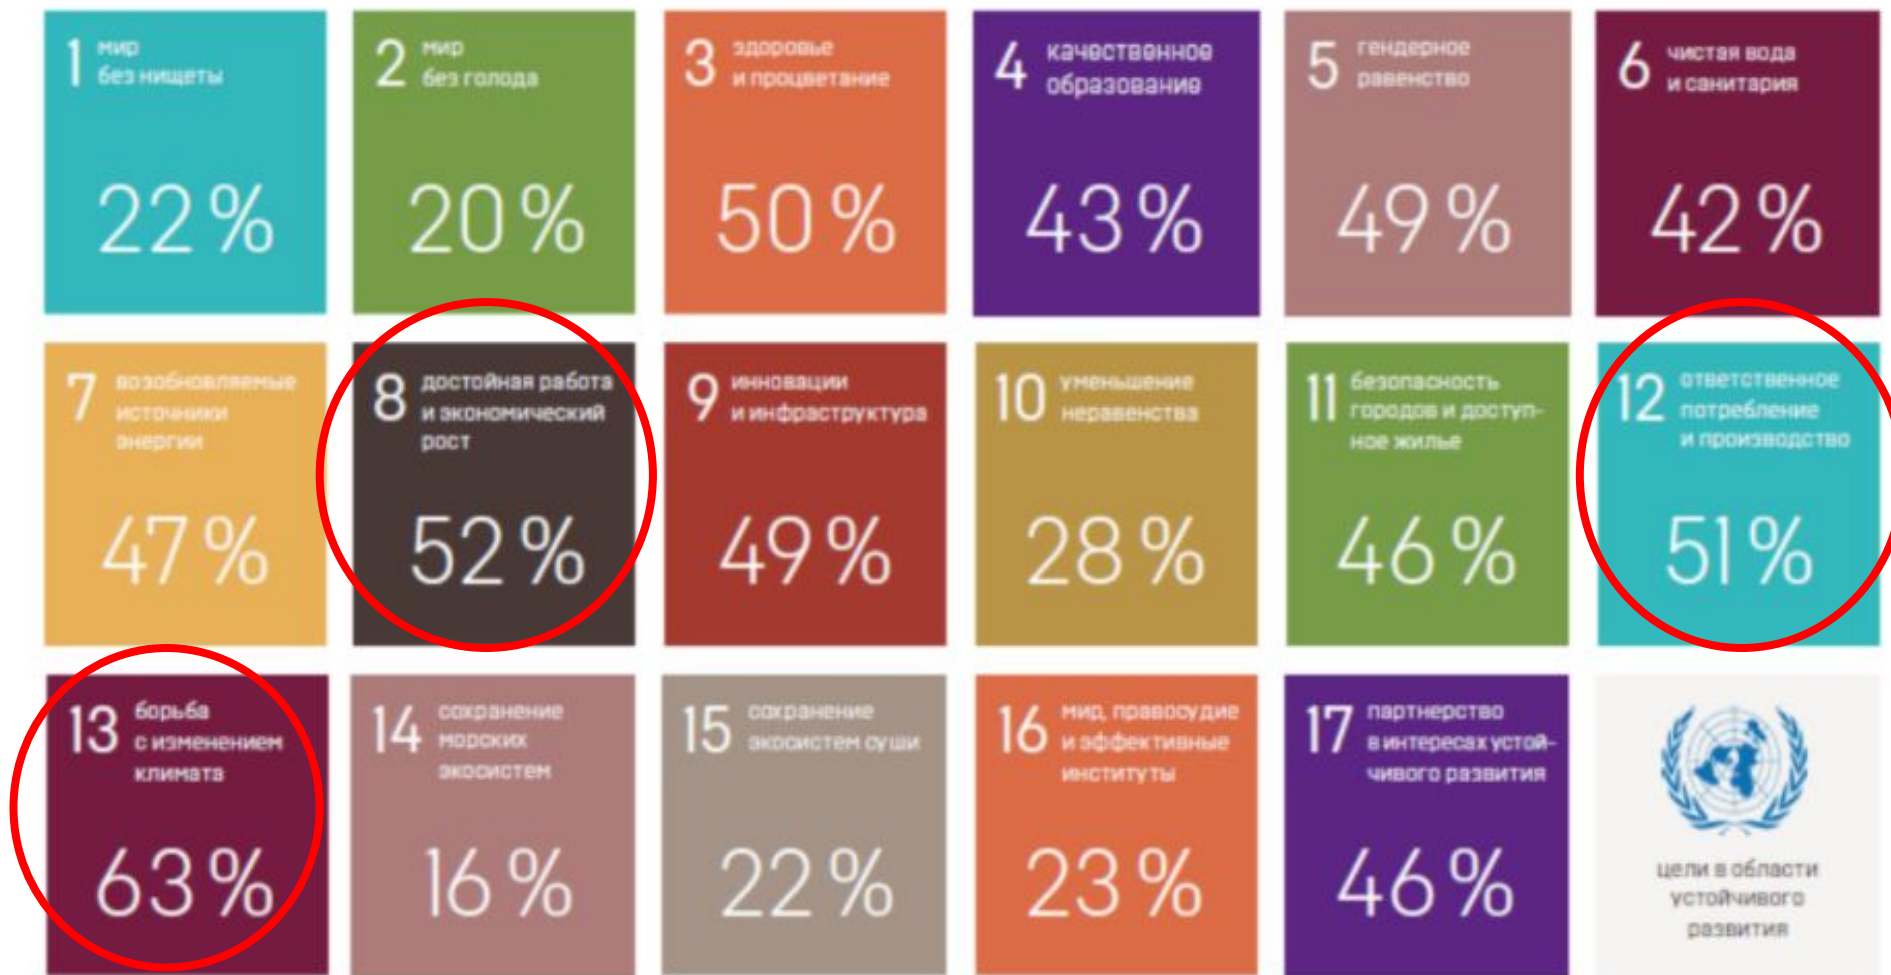 1 мир
без нищеты
22 %
2 мир
без голода
20 %
3 здоровье
и процветание
50 %
4 качественное
образование
43 %
5 гендерное
равенство
49 %
6 чистая вода
и санитария
42 %
7 возобновляемые
источники
энергии
47 %
8 достойная работа
и экономический
рост
52 %
9 инновации
и инфраструктура
49 %
10 уменьшение
неравенства
28 %
11 безопасность
городов и доступ-
ное жилье
46 %
12 ответственное
потребление
и производство
51 %
13 борьба
с изменением
климата
63 %
14 сохранение
морских
экосистем
16 %
15 сохранение
экосистем суши
22 %
16 мир, правосудие
и эффективные
институты
23 %
17 партнерство
в интересах устой-
чивого развития
46 %
цели в области
устойчивого
развития